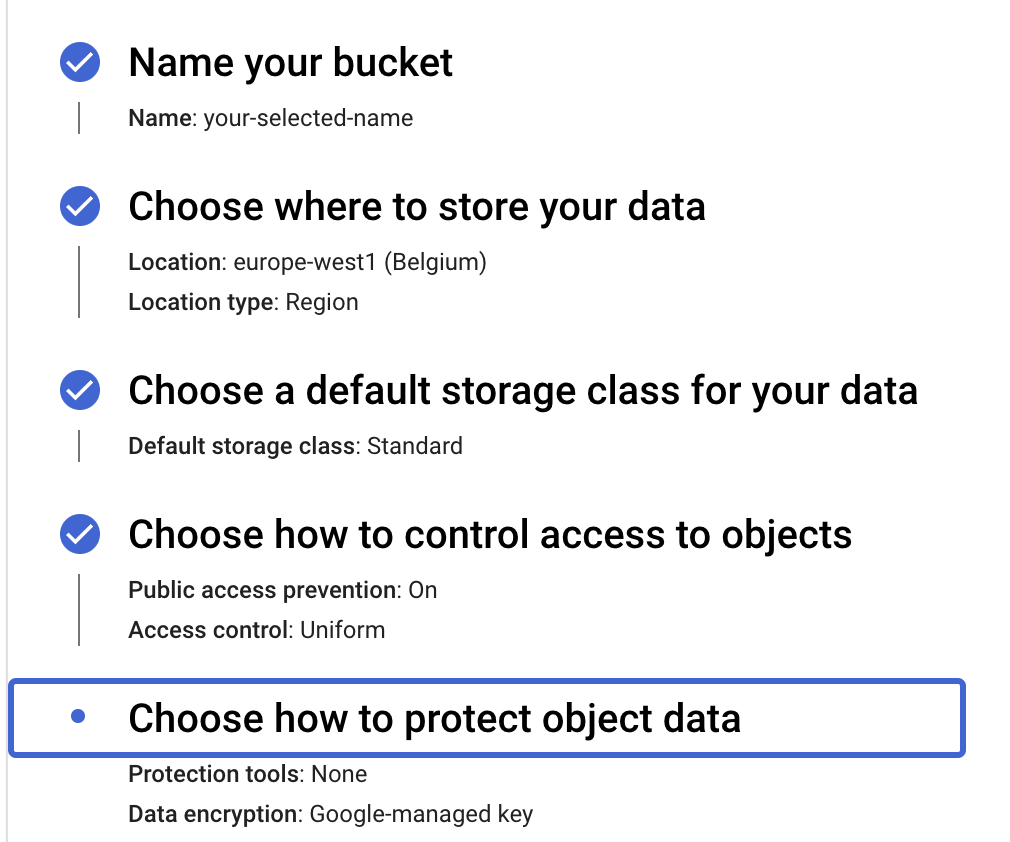 Name your bucket
Name: your-selected-name
Choose where to store your data
Location: europe-west1 (Belgium)
Location type: Region
Choose a default storage class for your data
Default storage class: Standard
Choose how to control access to objects
Public access prevention: On
Access control: Uniform
Choose how to protect object data
Protection tools: None
Data encryption: Google-managed key